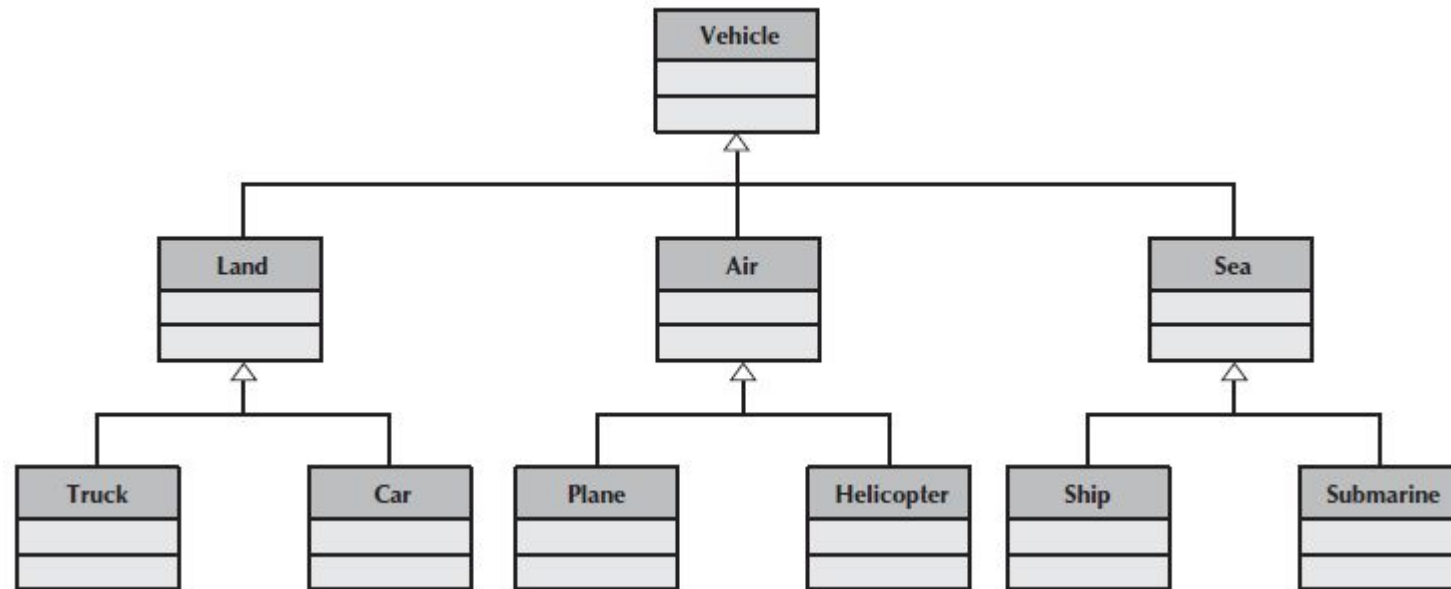 Vehicle
Land
Air
Sea
Truck
Car
Plane
Helicopter
Ship
Submarine